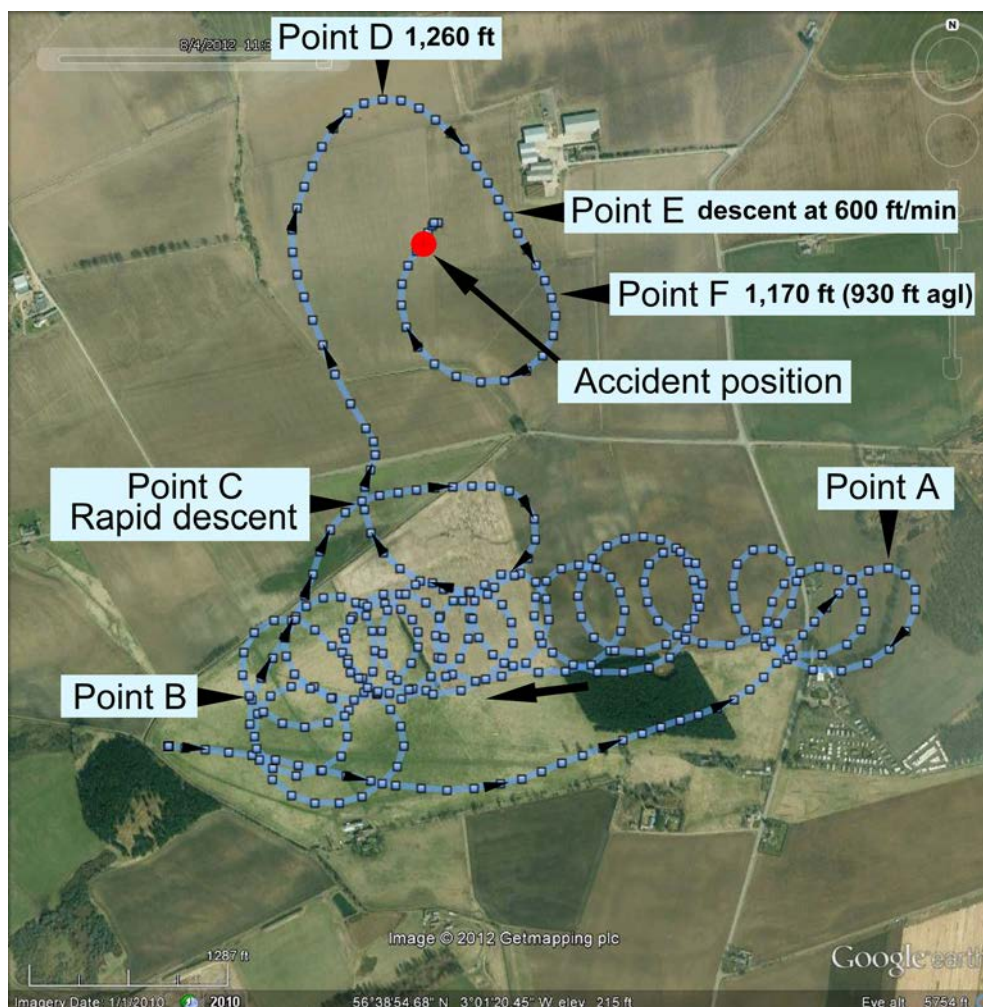 8/4/2012 11:3
Point D 1,260 ft
N
Point E descent at 600 ft/min
Point F 1,170 ft (930 ft agl)
Accident position
Point C
Rapid descent
Point A
Point B
Image © 2012 Getmapping plc
1287 ft
Google earth
Imagery Date: 1/1/2010 2010 56°38'54.68" N 3°01'20.45" W elev 215 ft Eye alt 5754 ft